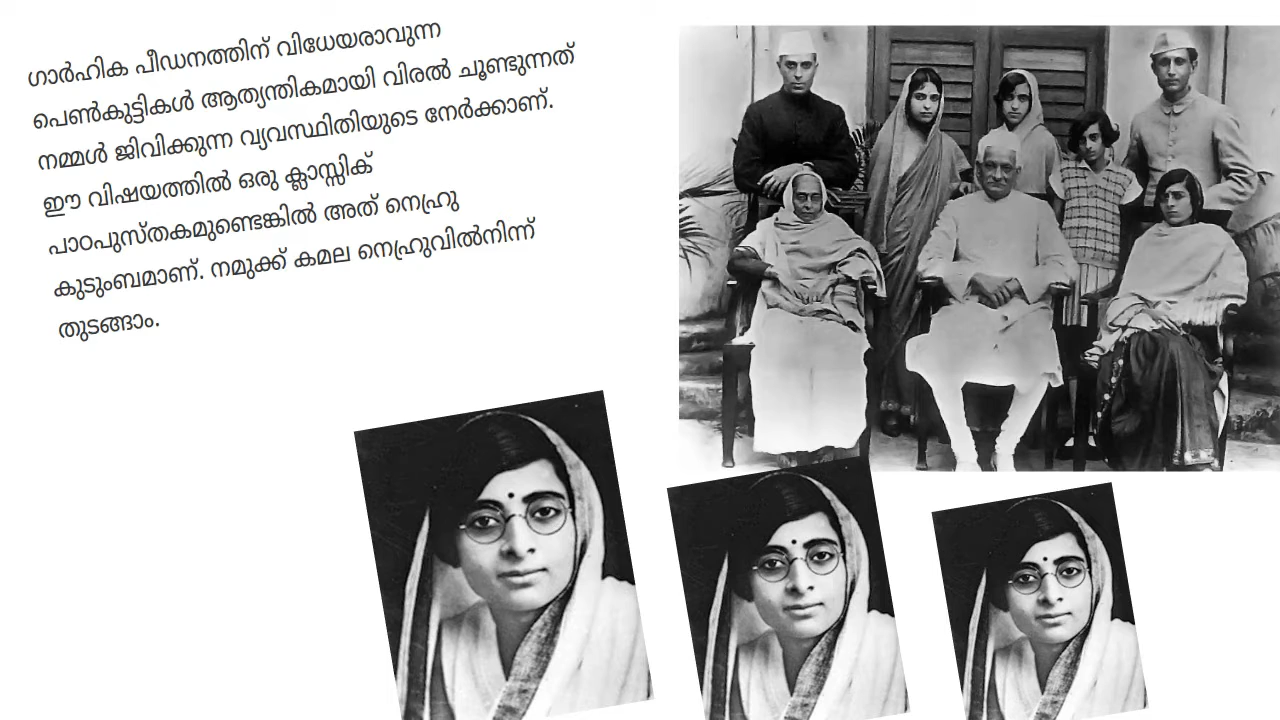 ഗാർഹിക പീഡനത്തിന് വിധേയരാവുന്ന
പെൺകുട്ടികൾ ആത്യന്തികമായി വിരൽ ചൂണ്ടുന്നത്
നമ്മൾ ജിവിക്കുന്ന വ്യവസ്ഥിതിയുടെ നേർക്കാണ്.
ഈ വിഷയത്തിൽ ഒരു ക്ലാസ്സിക്
പാഠപുസ്തകമുണ്ടെങ്കിൽ അത് നെഹ്രു
കുടുംബമാണ്. നമുക്ക് കമല നെഹ്രുവിൽനിന്ന്
തുടങ്ങാം.